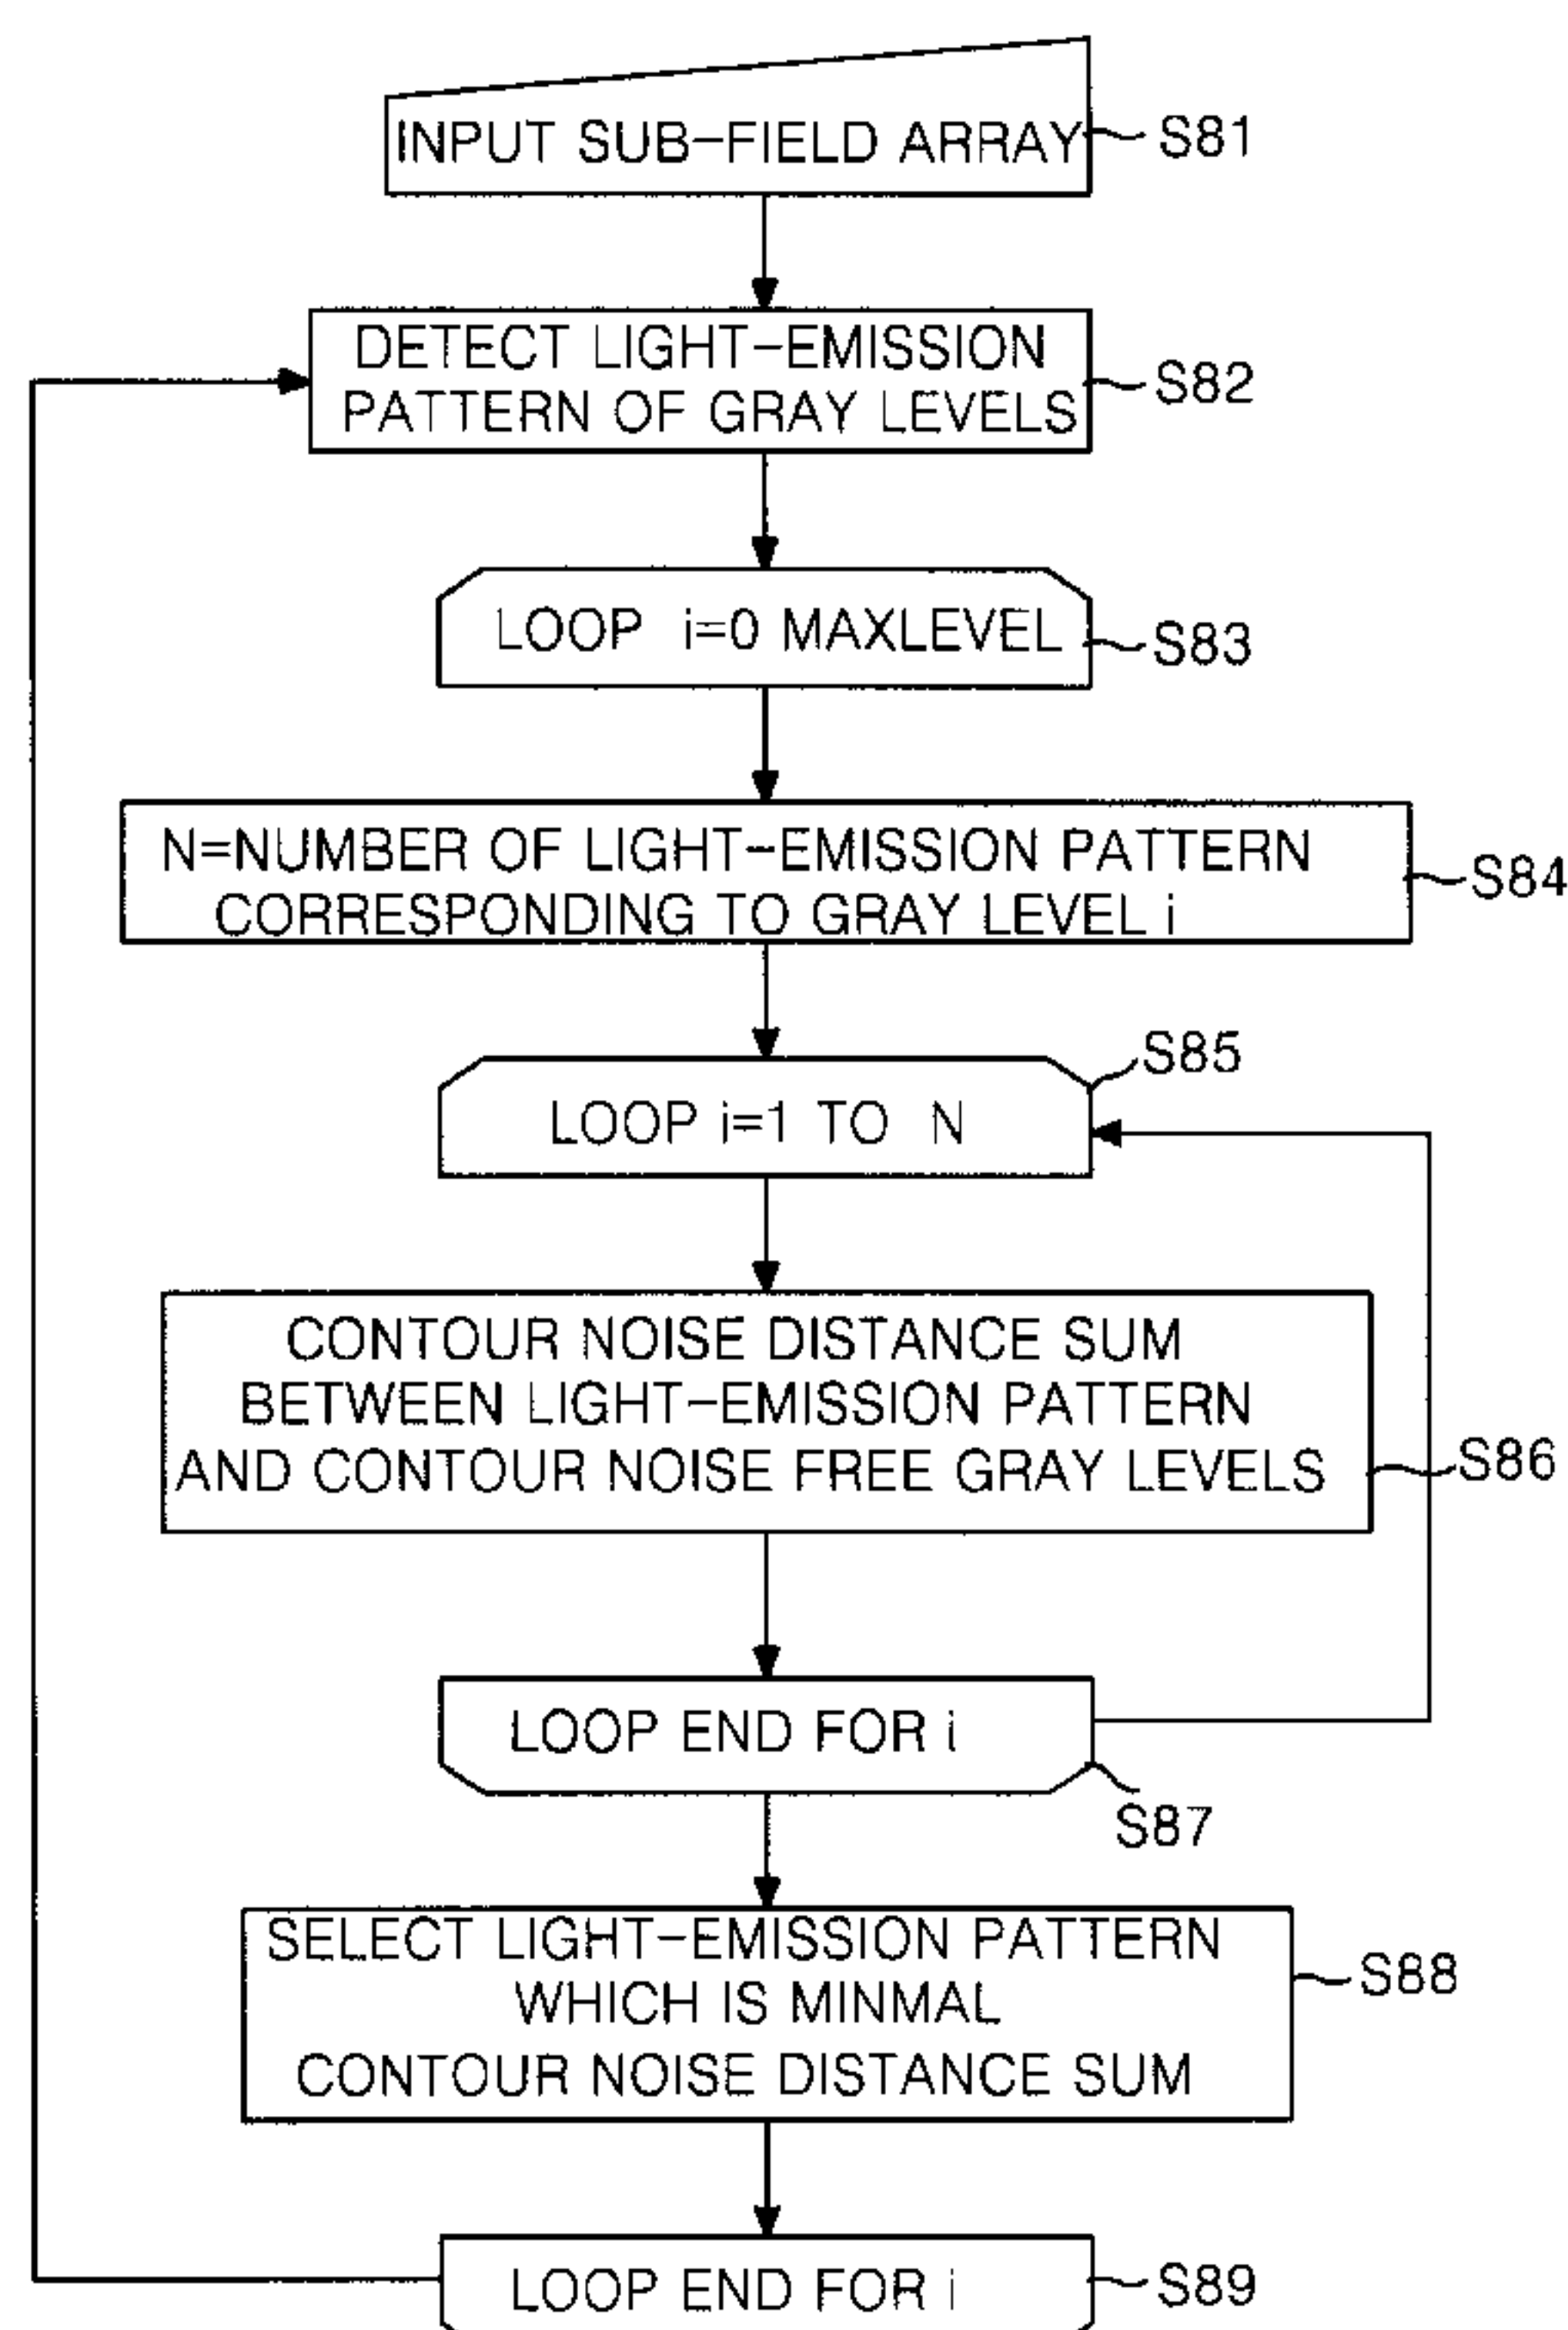 INPUT SUB-FIELD ARRAY
S81
DETECT LIGHT-EMISSION
PATTERN OF GRAY LEVELS
S82
LOOP i=0 MAXLEVEL
S83
N=NUMBER OF LIGHT-EMISSION PATTERN
CORRESPONDING TO GRAY LEVEL i
S84
S85
LOOP i=1 TO N
CONTOUR NOISE DISTANCE SUM
BETWEEN LIGHT-EMISSION PATTERN
AND CONTOUR NOISE FREE GRAY LEVELS
S86
LOOP END FOR i
S87
SELECT LIGHT-EMISSION PATTERN
WHICH IS MINMAL
CONTOUR NOISE DISTANCE SUM
S88
LOOP END FOR i
S89